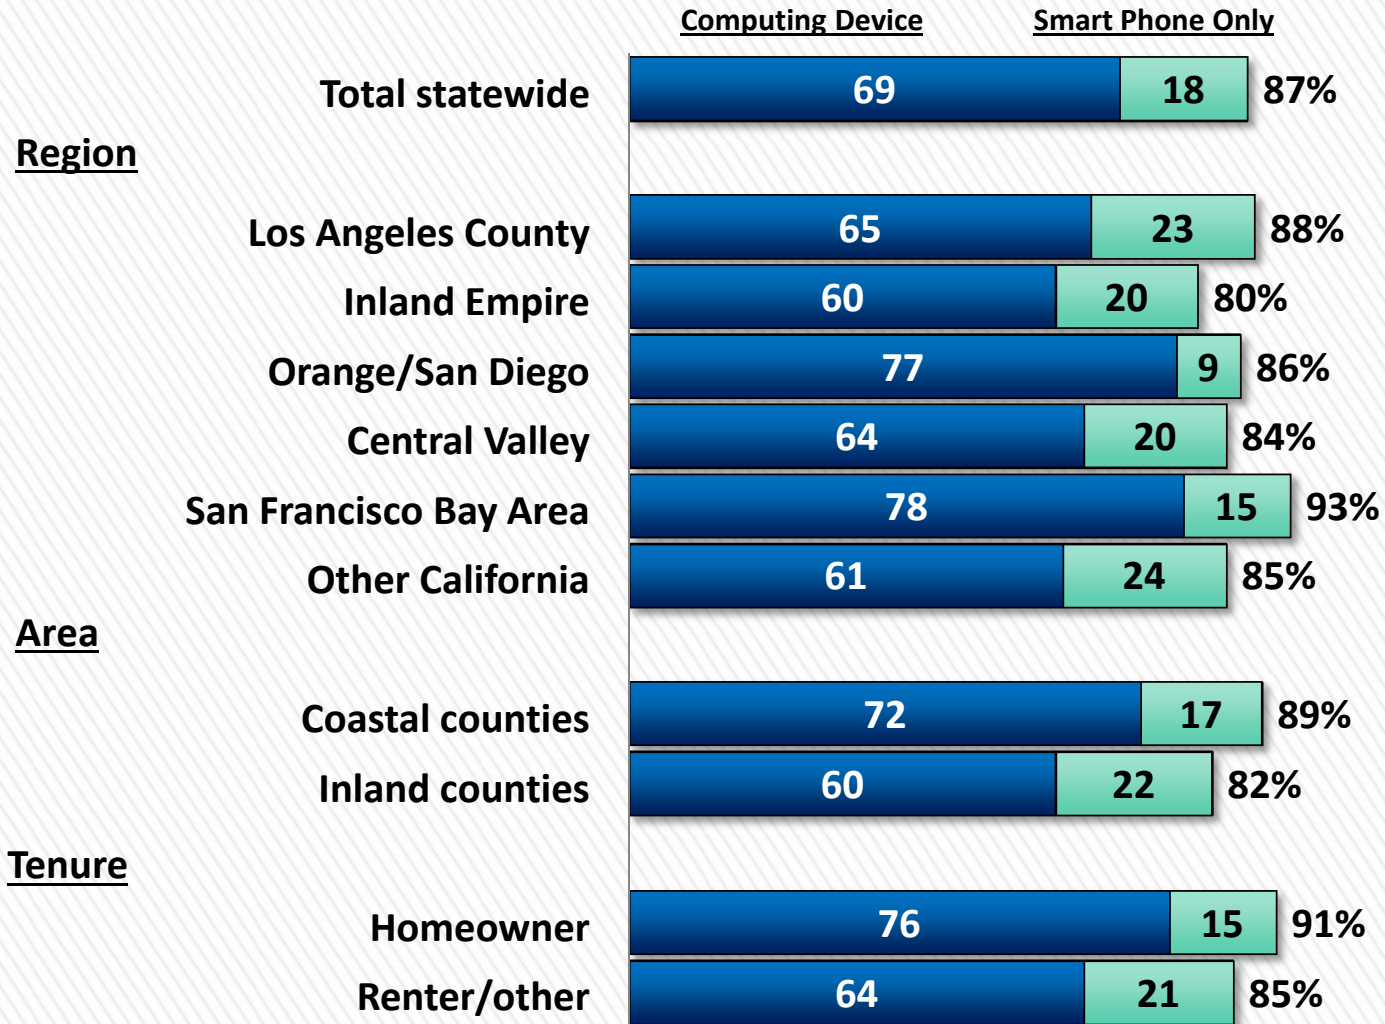 Computing Device Smart Phone Only
Total statewide 69 18 87%
Region
Los Angeles County 65 23 88%
Inland Empire 60 20 80%
Orange/San Diego 77 9 86%
Central Valley 64 20 84%
San Francisco Bay Area 78 15 93%
Other California 61 24 85%
Area
Coastal counties 72 17 89%
Inland counties 60 22 82%
Tenure
Homeowner 76 15 91%
Renter/other 64 21 85%